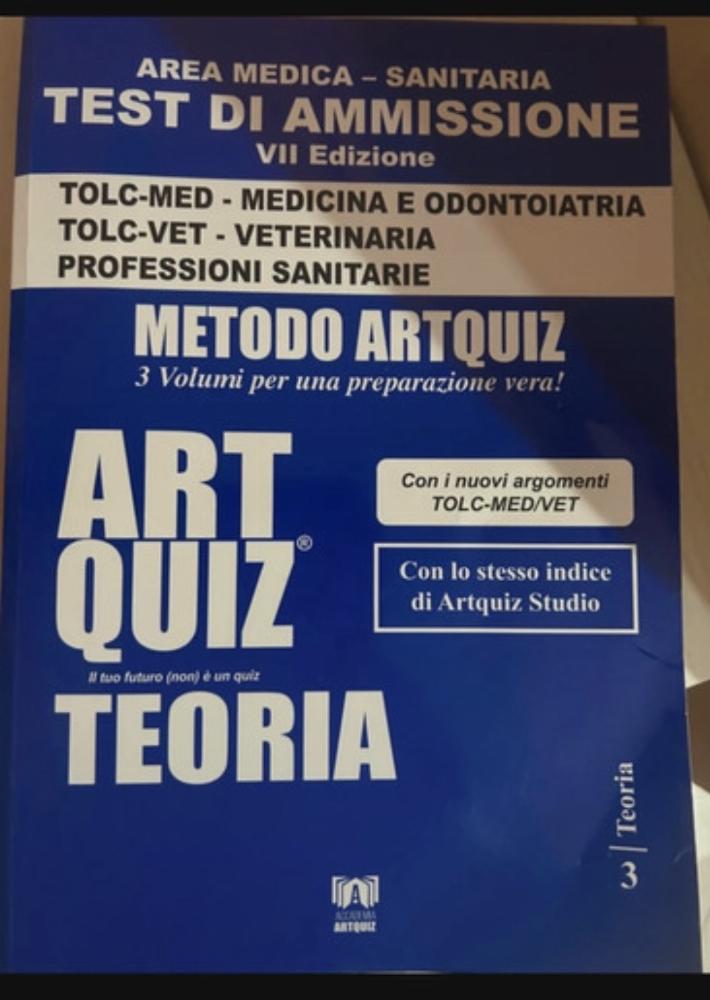 AREA MEDICA – SANITARIA
TEST DI AMMISSIONE
VII Edizione
TOLC-MED - MEDICINA E ODONTOIATRIA
TOLC-VET - VETERINARIA
PROFESSIONI SANITARIE
METODO ARTQUIZ
3 Volumi per una preparazione vera!
ART
QUIZ®
Il tuo futuro (non) è un quiz
TEORIA
Con i nuovi argomenti
TOLC-MED/VET
Con lo stesso indice
di Artquiz Studio
3 | Teoria
A
ACCADEMIA
ARTQUIZ